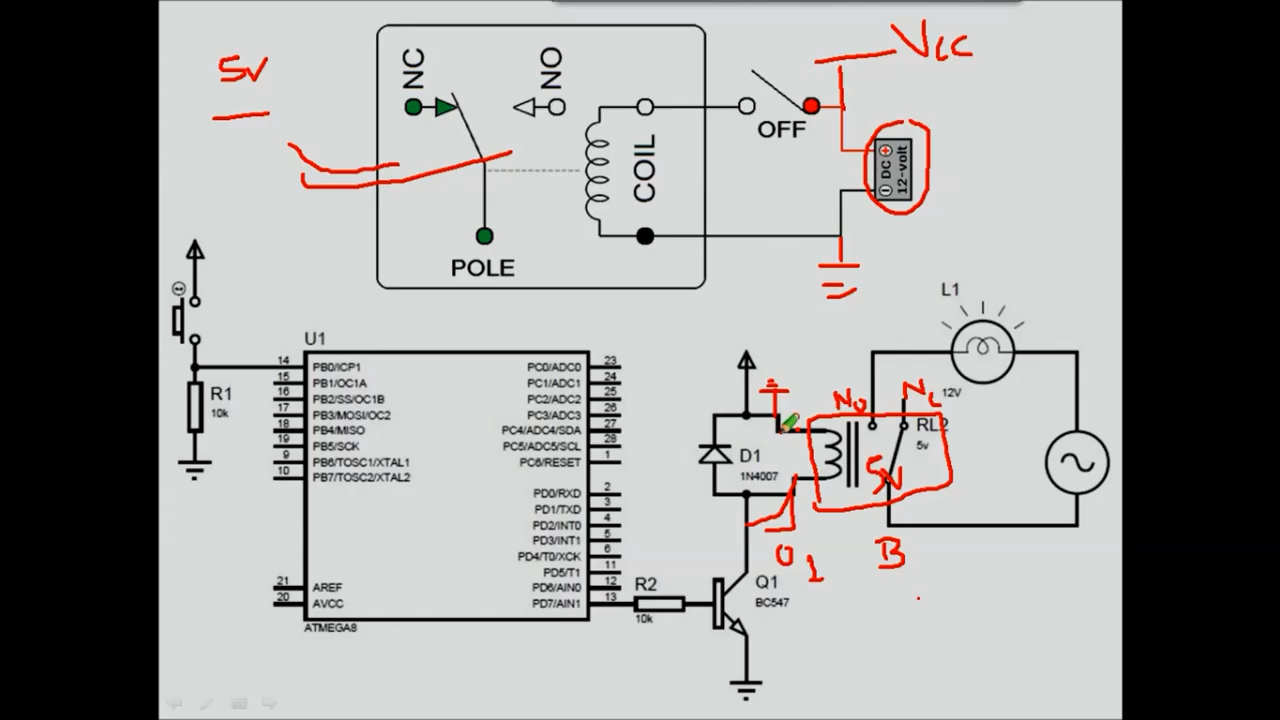 VCC
5V
NC
NO
OFF
COIL
DC
12-volt
POLE
L1
12V
U1
14 PB0/ICP1 PC0/ADC0 23
15 PB1/OC1A PC1/ADC1 24
16 PB2/SS/OC1B PC2/ADC2 25
17 PB3/MOSI/OC2 PC3/ADC3 26
18 PB4/MISO PC4/ADC4/SDA 27
19 PB5/SCK PC5/ADC5/SCL 28
9 PB6/TOSC1/XTAL1 PC6/RESET 1
10 PB7/TOSC2/XTAL2
PD0/RXD 2
PD1/TXD 3
PD2/INT0 4
PD3/INT1 5
PD4/T0/XCK 6
PD5/T1 11
21 AREF PD6/AIN0 12
20 AVCC PD7/AIN1 13
ATMEGA8
R1
10k
R2
10k
D1
1N4007
NO
NC
RL2
5v
5V
0 1
B
Q1
BC547